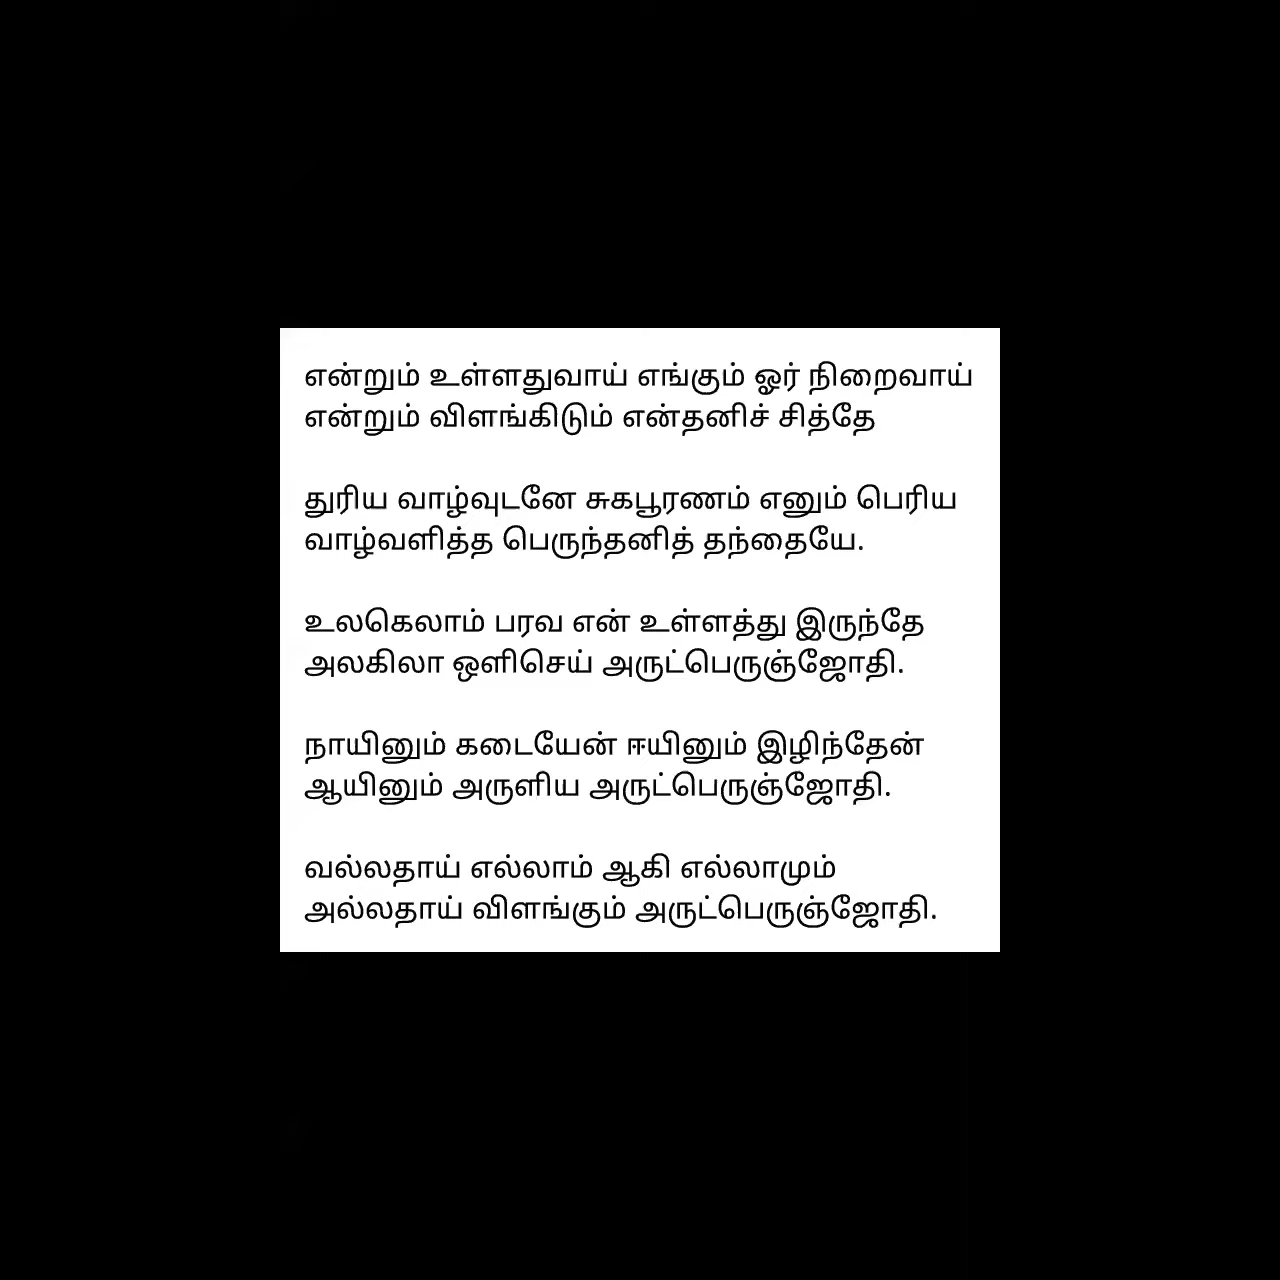 என்றும் உள்ளதுவாய் எங்கும் ஓர் நிறைவாய்
என்றும் விளங்கிடும் என்தனிச் சித்தே
துரிய வாழ்வுடனே சுகபூரணம் எனும் பெரிய
வாழ்வளித்த பெருந்தனித் தந்தையே.
உலகெலாம் பரவ என் உள்ளத்து இருந்தே
அலகிலா ஒளிசெய் அருட்பெருஞ்ஜோதி.
நாயினும் கடையேன் ஈயினும் இழிந்தேன்
ஆயினும் அருளிய அருட்பெருஞ்ஜோதி.
வல்லதாய் எல்லாம் ஆகி எல்லாமும்
அல்லதாய் விளங்கும் அருட்பெருஞ்ஜோதி.